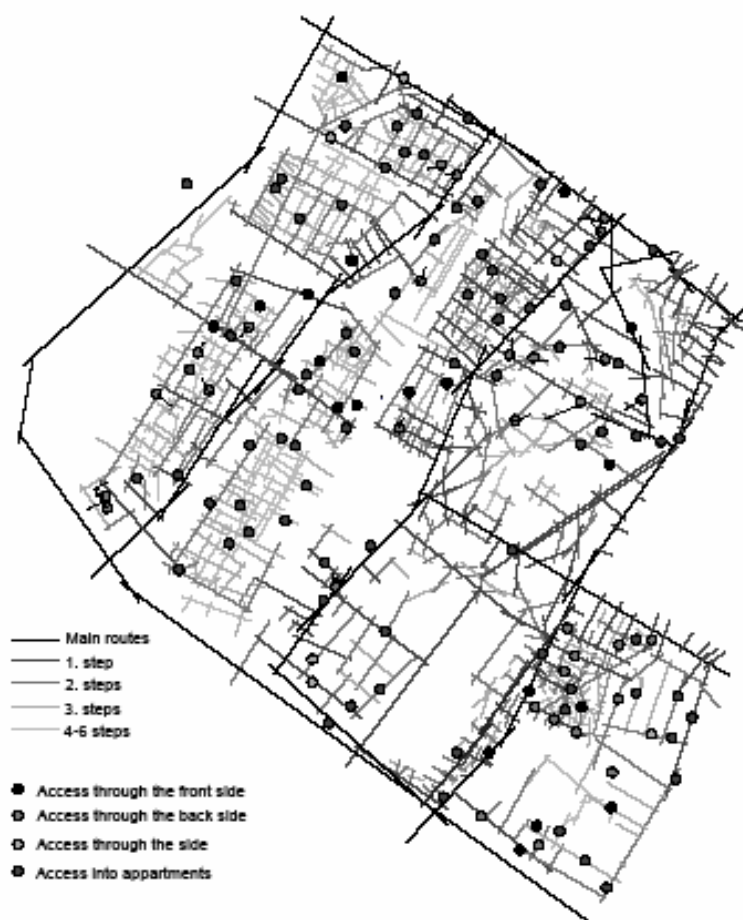 Main routes
1. step
2. steps
3. steps
4-6 steps
Access through the front side
Access through the back side
Access through the side
Access into appartments